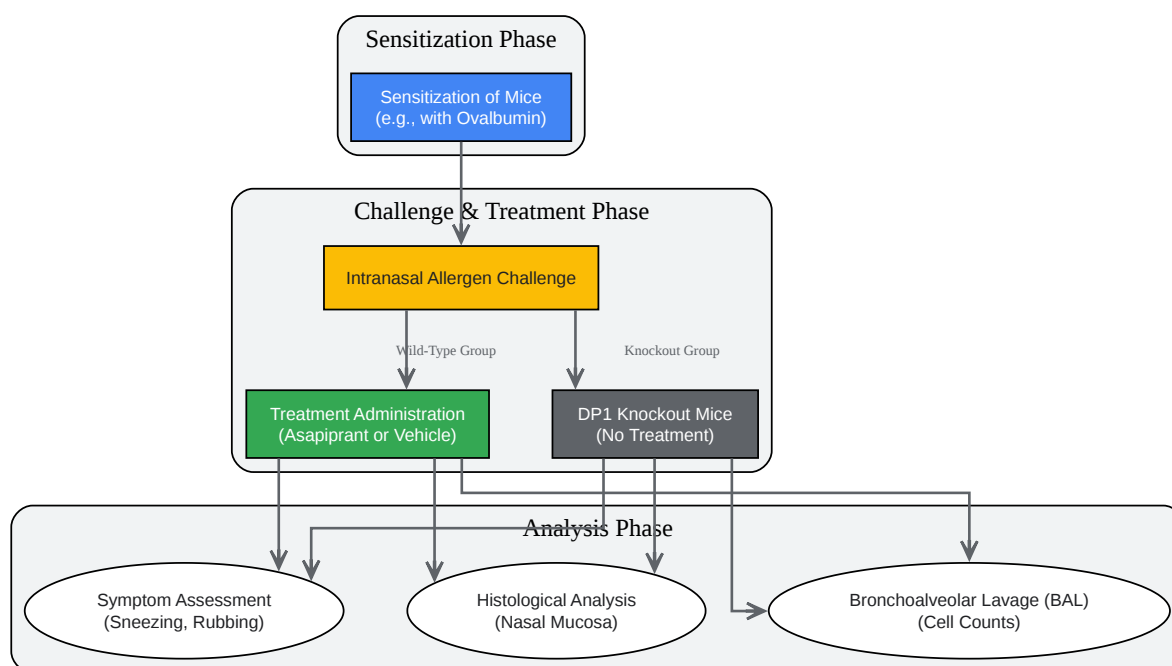 Sensitization Phase
Sensitization of Mice
(e.g., with Ovalbumin)
Challenge & Treatment Phase
Intranasal Allergen Challenge
Wild-Type Group
Knockout Group
Treatment Administration
(Asapiprant or Vehicle)
DP1 Knockout Mice
(No Treatment)
Analysis Phase
Symptom Assessment
(Sneezing, Rubbing)
Histological Analysis
(Nasal Mucosa)
Bronchoalveolar Lavage (BAL)
(Cell Counts)